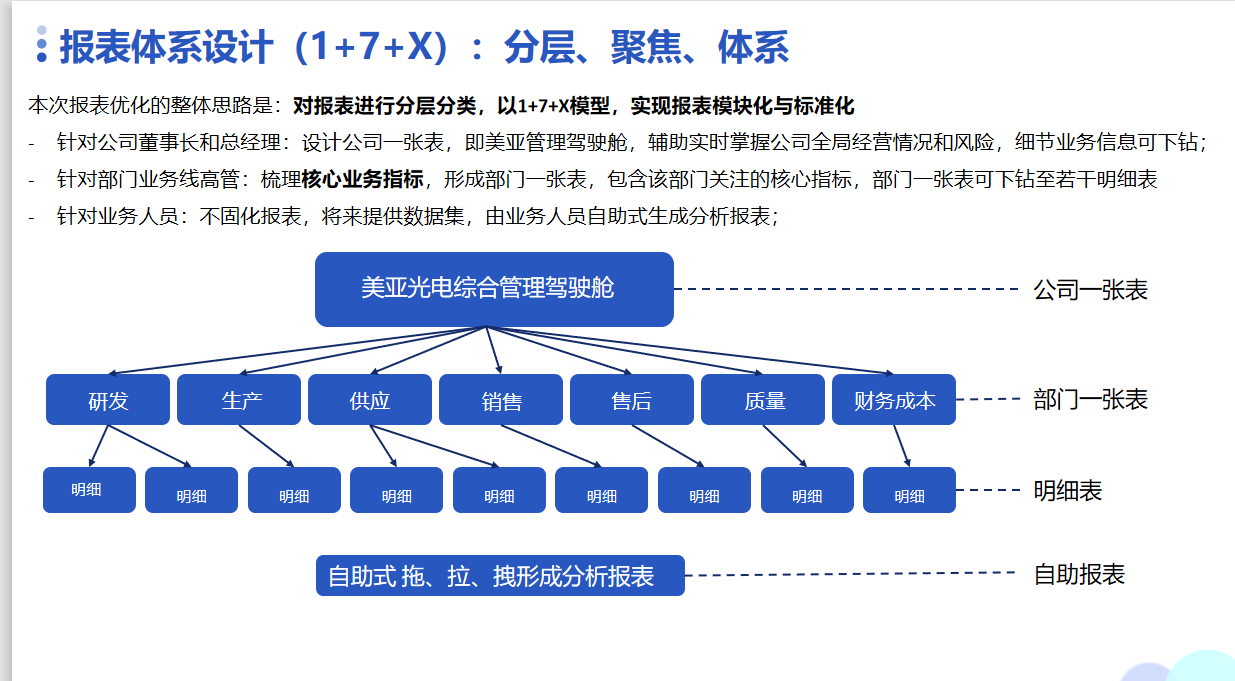 报表体系设计（1+7+X）：分层、聚焦、体系
本次报表优化的整体思路是：对报表进行分层分类，以1+7+X模型，实现报表模块化与标准化
- 针对公司董事长和总经理：设计公司一张表，即美亚管理驾驶舱，辅助实时掌握公司全局经营情况和风险，细节业务信息可下钻；
- 针对部门业务线高管：梳理核心业务指标，形成部门一张表，包含该部门关注的核心指标，部门一张表可下钻至若干明细表
- 针对业务人员：不固化报表，将来提供数据集，由业务人员自助式生成分析报表；
美亚光电综合管理驾驶舱
公司一张表
研发
生产
供应
销售
售后
质量
财务成本
部门一张表
明细
明细
明细
明细
明细
明细
明细
明细
明细
明细表
自助式 拖、拉、拽形成分析报表
自助报表